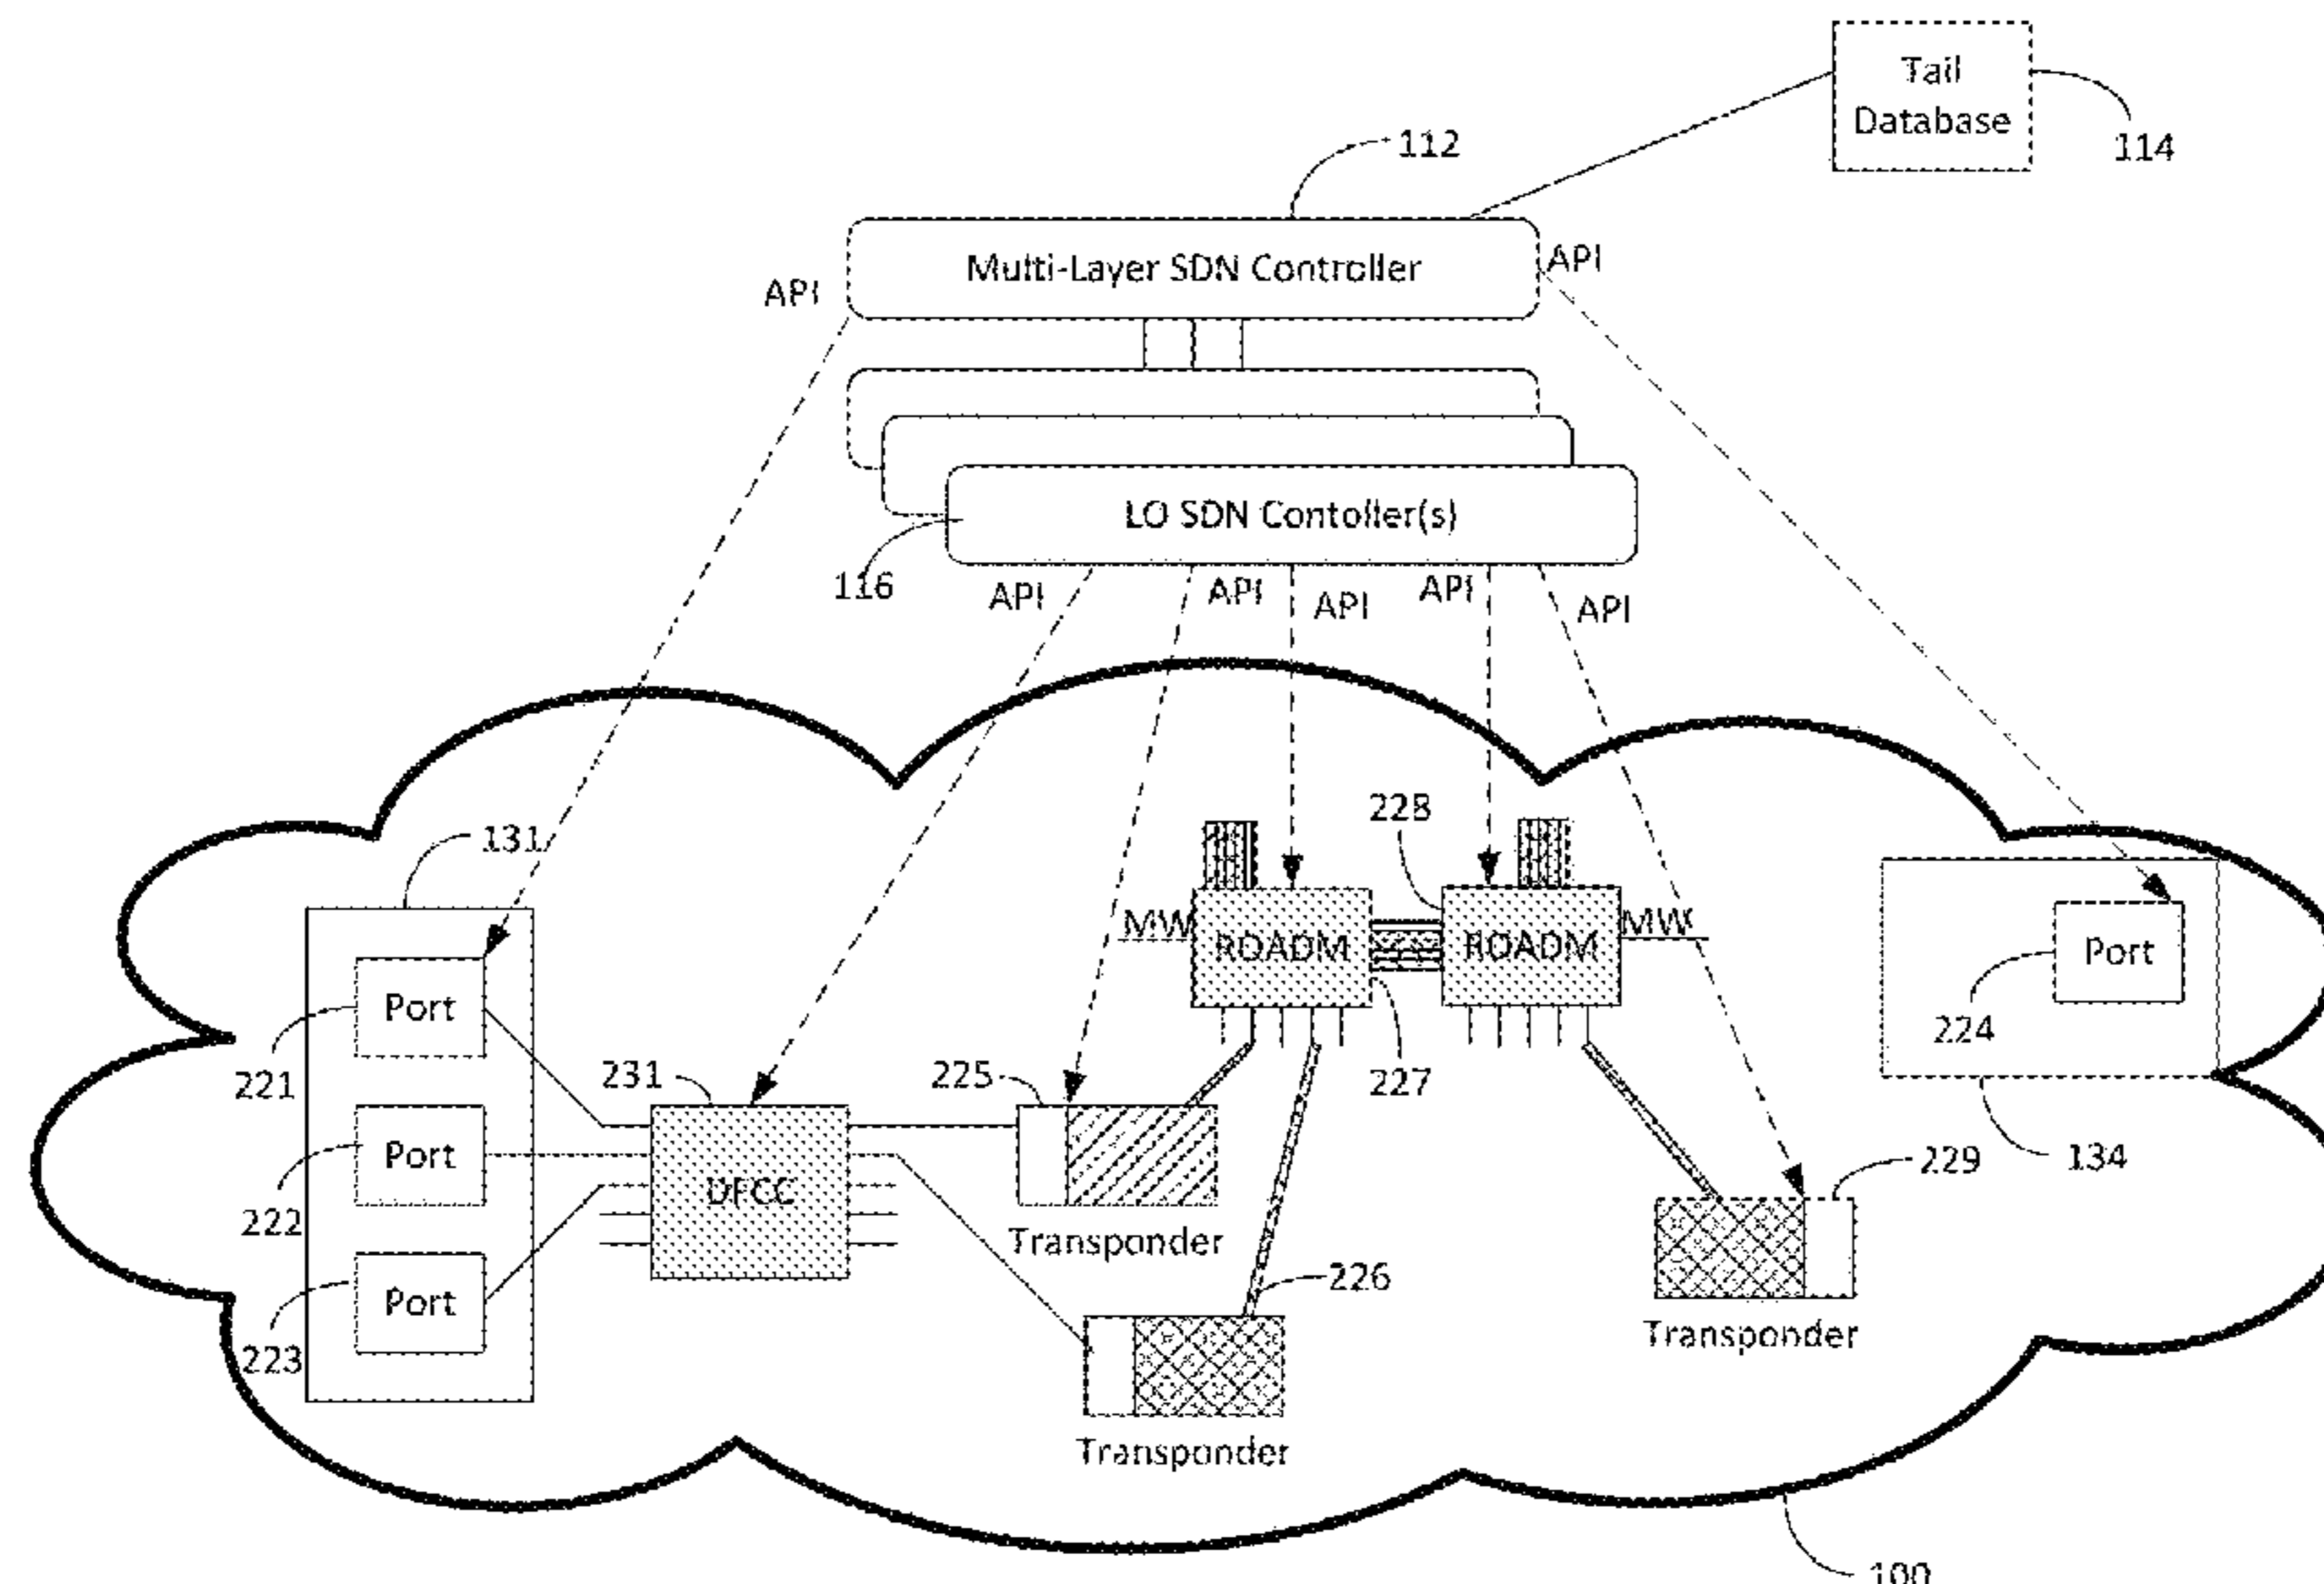 Tail
Database
114
112
Multi-Layer SDN Controller
API
API
LO SDN Contoller(s)
116
API
API
API
API
API
131
228
MW
ROADM
ROADM
MW
227
Port
221
Port
222
Port
223
231
DFCC
225
Transponder
226
Transponder
Port
224
134
229
Transponder
100